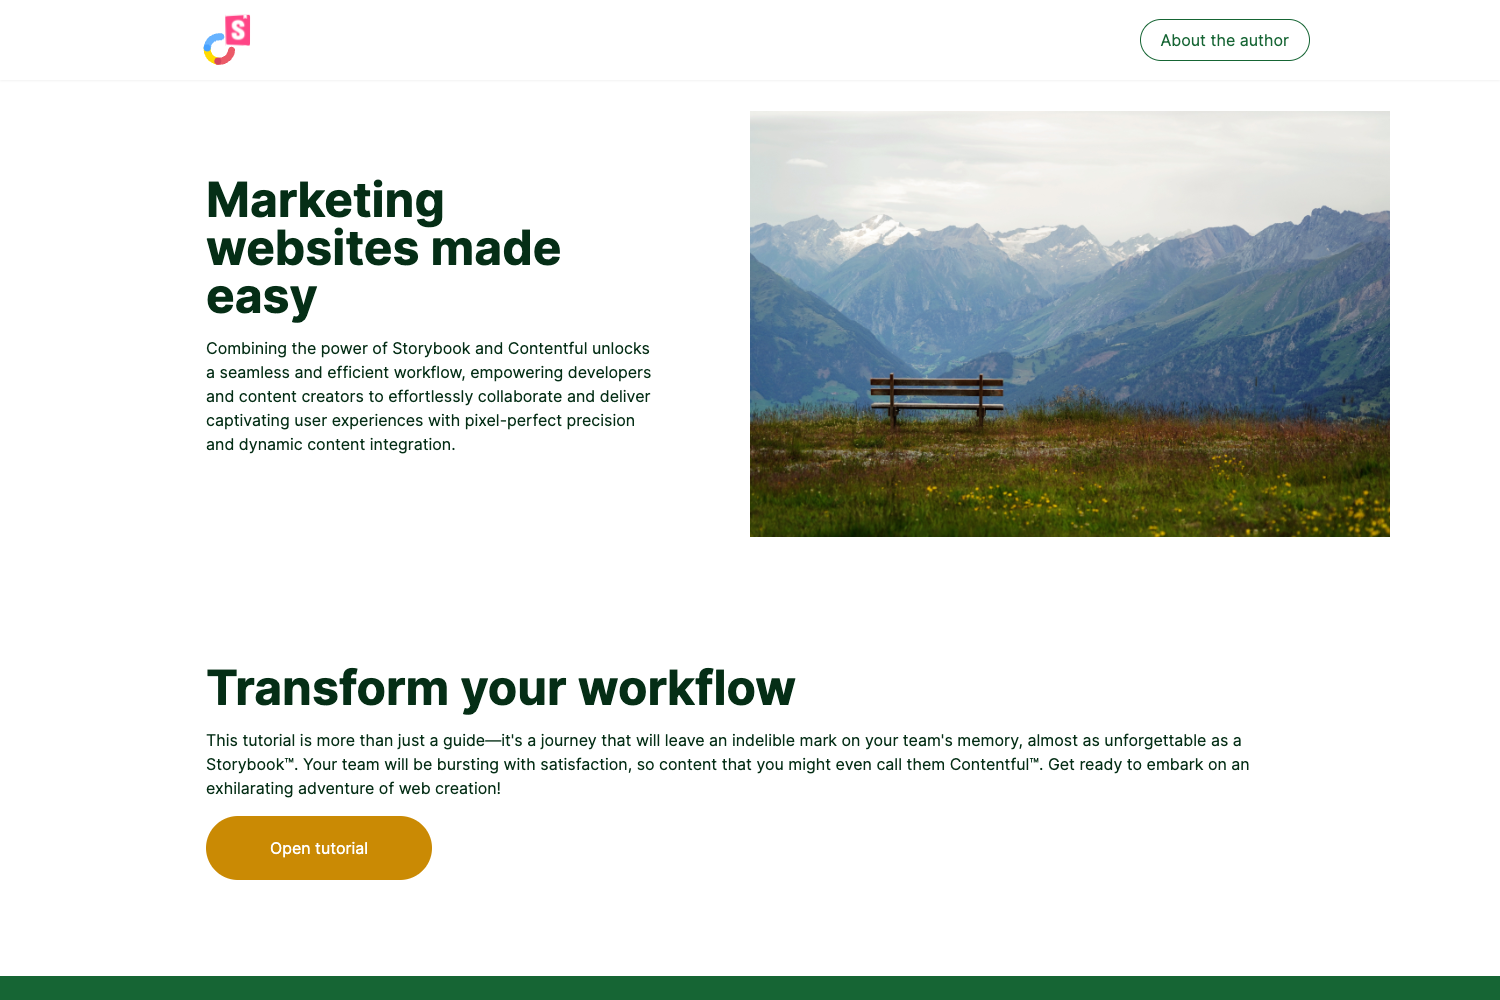 S
About the author
Marketing
websites made
easy
Combining the power of Storybook and Contentful unlocks
a seamless and efficient workflow, empowering developers
and content creators to effortlessly collaborate and deliver
captivating user experiences with pixel-perfect precision
and dynamic content integration.
Transform your workflow
This tutorial is more than just a guide—it's a journey that will leave an indelible mark on your team's memory, almost as unforgettable as a
Storybook™. Your team will be bursting with satisfaction, so content that you might even call them Contentful™. Get ready to embark on an
exhilarating adventure of web creation!
Open tutorial